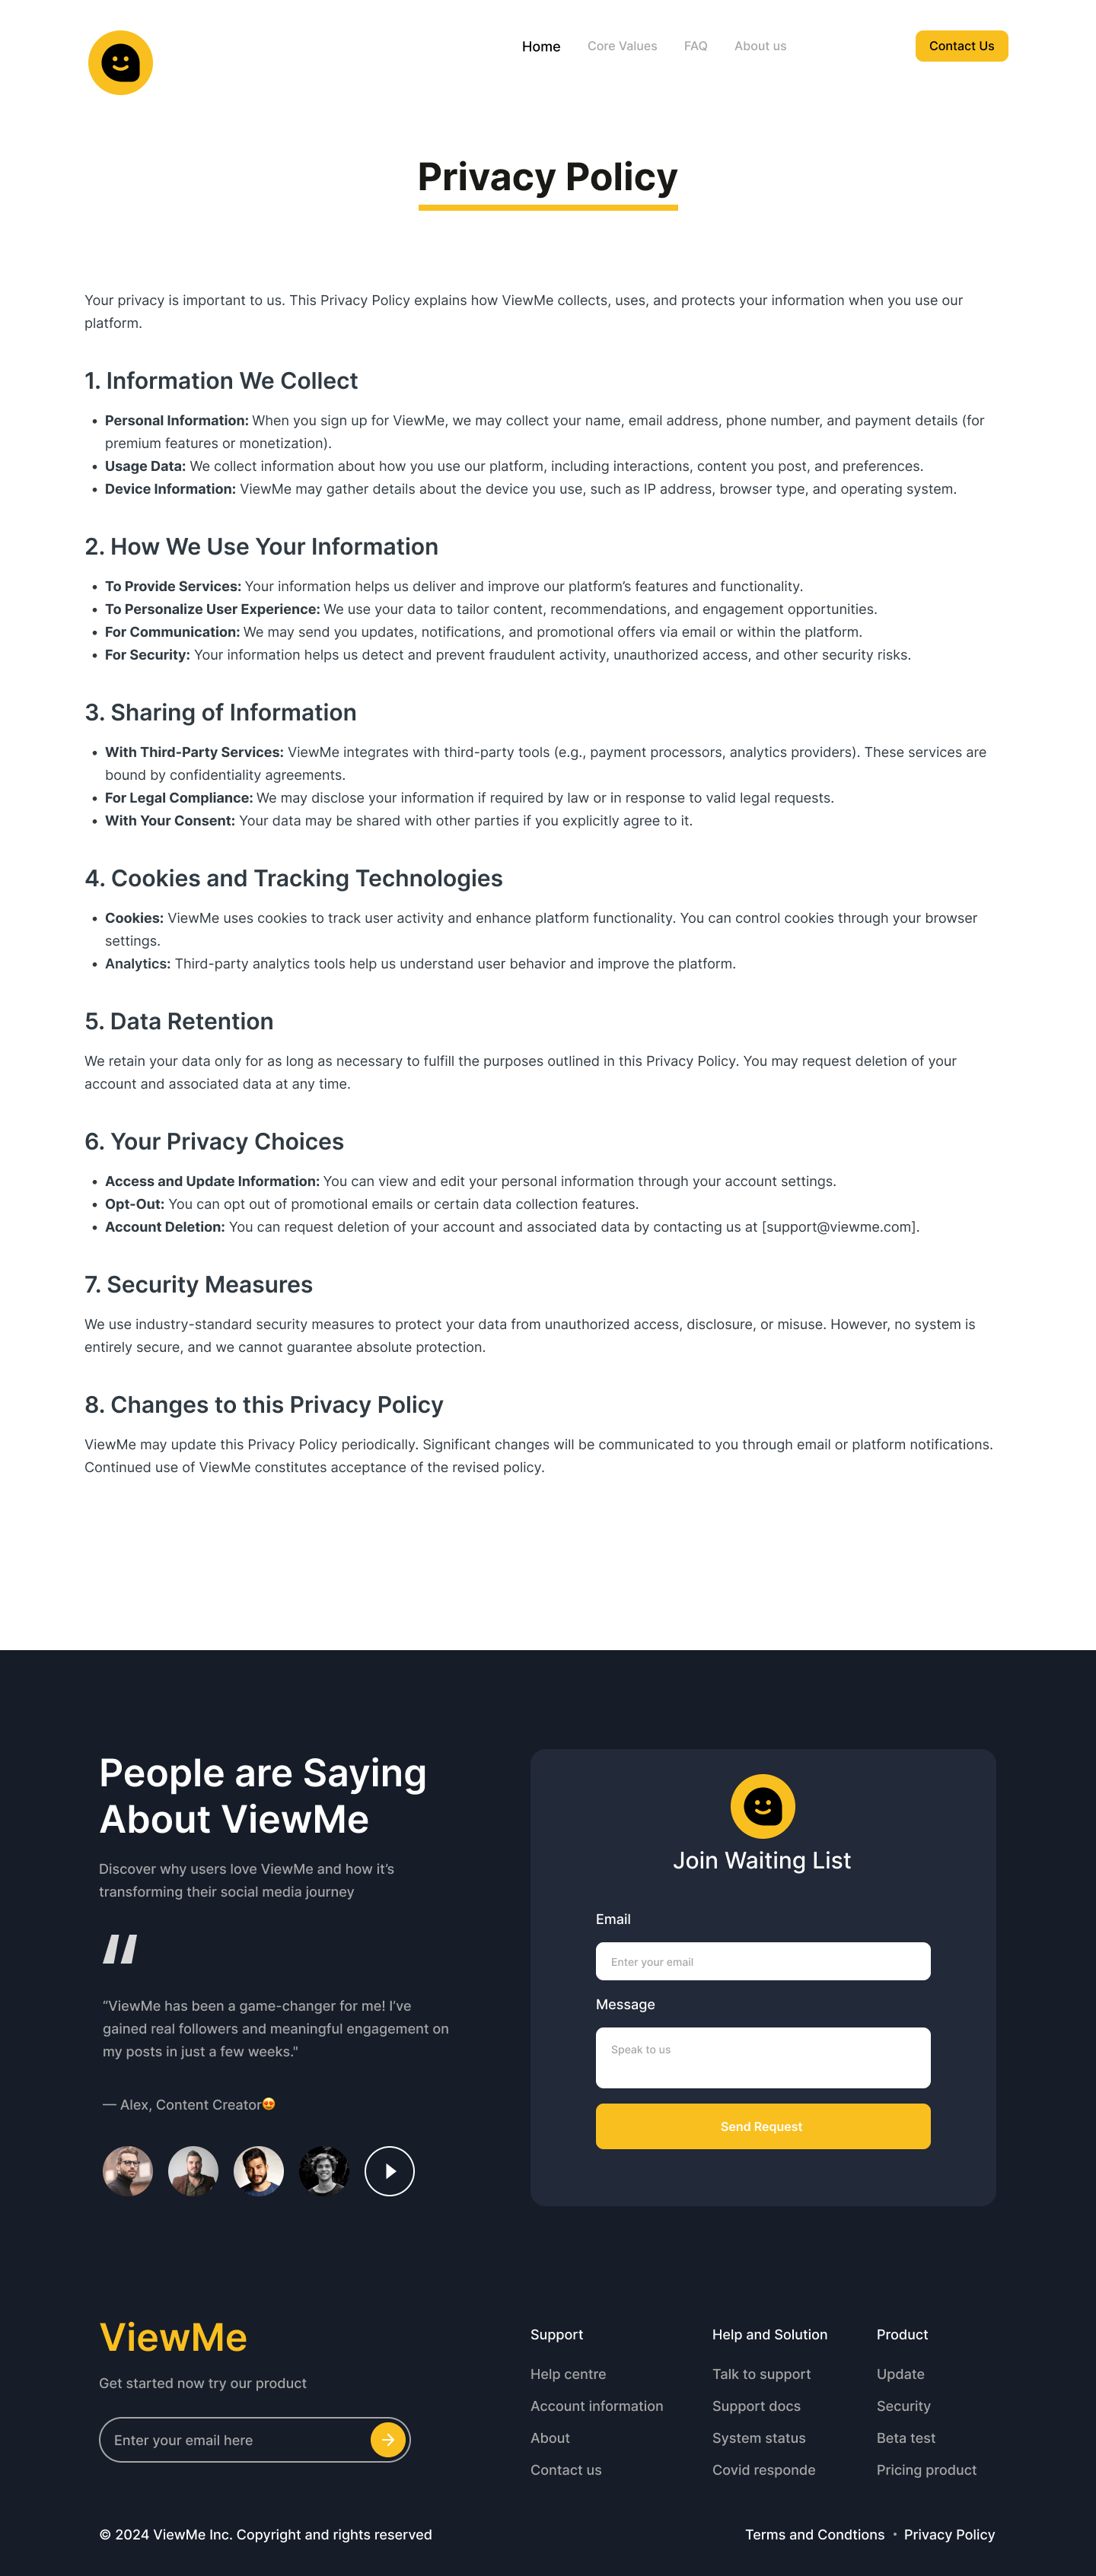 Home Core Values FAQ About us Contact Us
Privacy Policy
Your privacy is important to us. This Privacy Policy explains how ViewMe collects, uses, and protects your information when you use our
platform.
1. Information We Collect
• Personal Information: When you sign up for ViewMe, we may collect your name, email address, phone number, and payment details (for
premium features or monetization).
• Usage Data: We collect information about how you use our platform, including interactions, content you post, and preferences.
• Device Information: ViewMe may gather details about the device you use, such as IP address, browser type, and operating system.
2. How We Use Your Information
• To Provide Services: Your information helps us deliver and improve our platform’s features and functionality.
• To Personalize User Experience: We use your data to tailor content, recommendations, and engagement opportunities.
• For Communication: We may send you updates, notifications, and promotional offers via email or within the platform.
• For Security: Your information helps us detect and prevent fraudulent activity, unauthorized access, and other security risks.
3. Sharing of Information
• With Third-Party Services: ViewMe integrates with third-party tools (e.g., payment processors, analytics providers). These services are
bound by confidentiality agreements.
• For Legal Compliance: We may disclose your information if required by law or in response to valid legal requests.
• With Your Consent: Your data may be shared with other parties if you explicitly agree to it.
4. Cookies and Tracking Technologies
• Cookies: ViewMe uses cookies to track user activity and enhance platform functionality. You can control cookies through your browser
settings.
• Analytics: Third-party analytics tools help us understand user behavior and improve the platform.
5. Data Retention
We retain your data only for as long as necessary to fulfill the purposes outlined in this Privacy Policy. You may request deletion of your
account and associated data at any time.
6. Your Privacy Choices
• Access and Update Information: You can view and edit your personal information through your account settings.
• Opt-Out: You can opt out of promotional emails or certain data collection features.
• Account Deletion: You can request deletion of your account and associated data by contacting us at [support@viewme.com].
7. Security Measures
We use industry-standard security measures to protect your data from unauthorized access, disclosure, or misuse. However, no system is
entirely secure, and we cannot guarantee absolute protection.
8. Changes to this Privacy Policy
ViewMe may update this Privacy Policy periodically. Significant changes will be communicated to you through email or platform notifications.
Continued use of ViewMe constitutes acceptance of the revised policy.
People are Saying
About ViewMe
Discover why users love ViewMe and how it’s
transforming their social media journey
“ViewMe has been a game-changer for me! I’ve
gained real followers and meaningful engagement on
my posts in just a few weeks."
— Alex, Content Creator😍
Join Waiting List
Email
Enter your email
Message
Speak to us
Send Request
ViewMe
Get started now try our product
Enter your email here
Support
Help centre
Account information
About
Contact us
Help and Solution
Talk to support
Support docs
System status
Covid responde
Product
Update
Security
Beta test
Pricing product
© 2024 ViewMe Inc. Copyright and rights reserved
Terms and Condtions • Privacy Policy